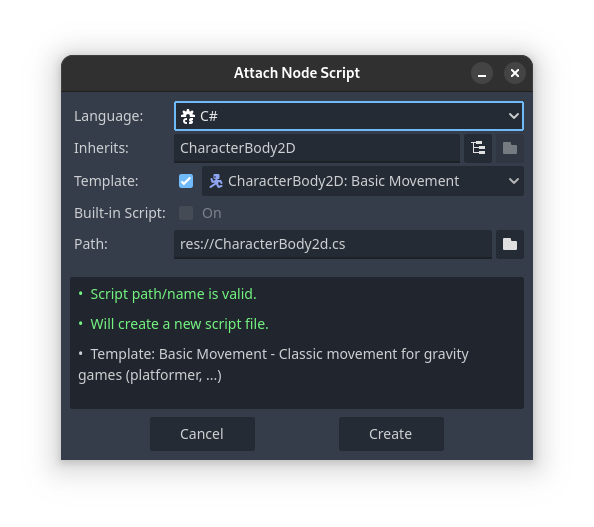 Attach Node Script
Language: C#
Inherits: CharacterBody2D
Template: CharacterBody2D: Basic Movement
Built-in Script: On
Path: res://CharacterBody2d.cs
• Script path/name is valid.
• Will create a new script file.
• Template: Basic Movement - Classic movement for gravity
games (platformer, ...)
Cancel Create